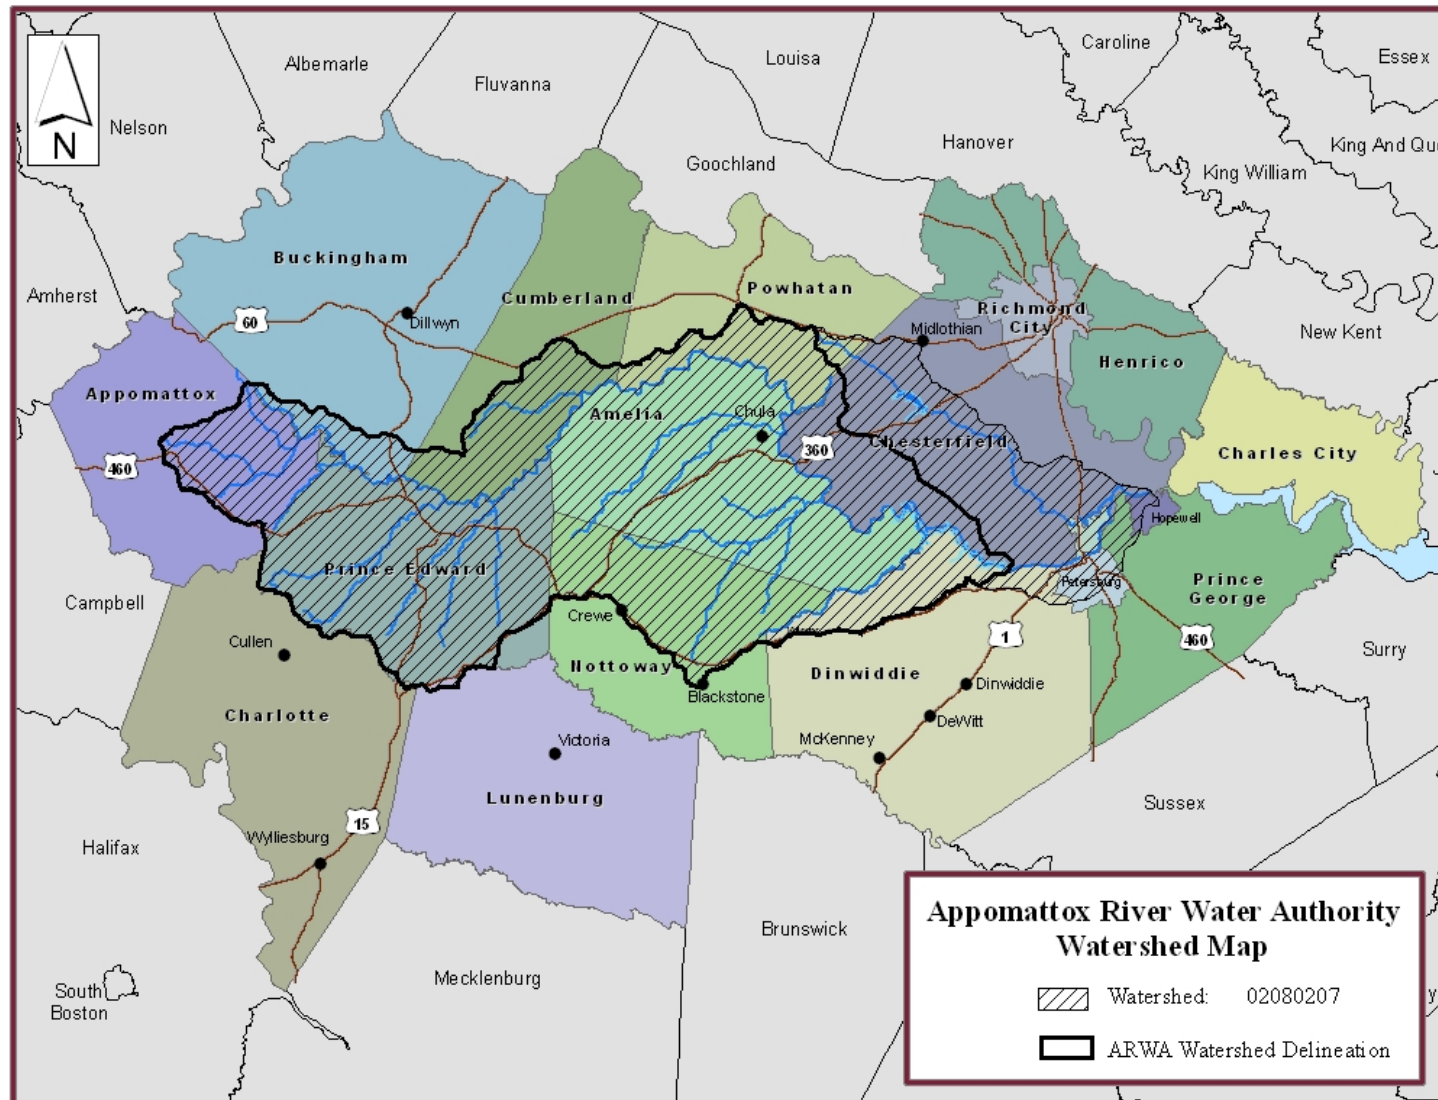 Caroline
Essex
Louisa
Albemarle
Fluvanna
Nelson
N
Hanover
King And Qu
Goochland
King William
Buckingham
Amherst
Cumberland
Powhatan
Richmond
City
60
Dillwyn
Midlothian
New Kent
Henrico
Appomattox
Amelia
Chula
Chesterfield
360
Charles City
460
Hopewell
Prince Edward
Petersburg
Prince
George
Campbell
Crewe
Cullen
1
460
Surry
Nottoway
Dinwiddie
Blackstone
Dinwiddie
Charlotte
DeWitt
Victoria
McKenney
Lunenburg
Sussex
15
Wylliesburg
Halifax
Brunswick
Mecklenburg
South
Boston
Appomattox River Water Authority
Watershed Map
Watershed: 02080207
ARWA Watershed Delineation
y